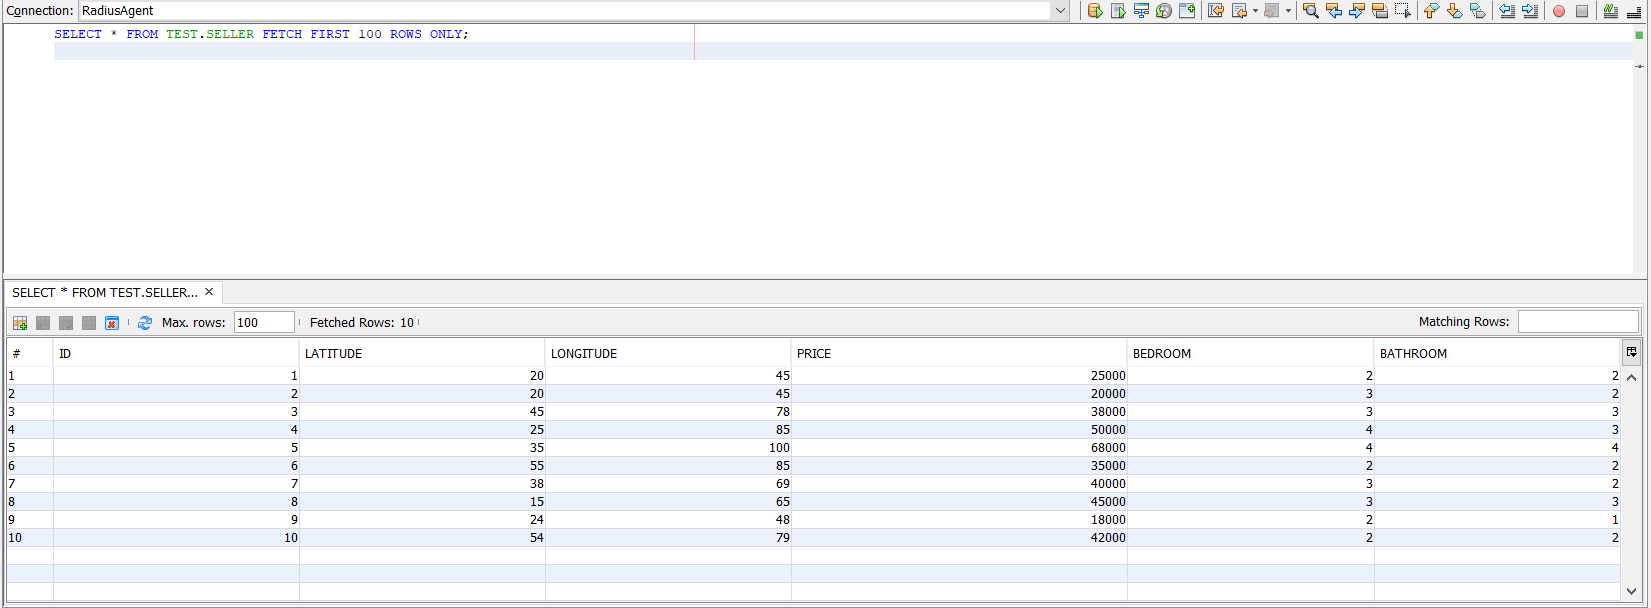 Connection: RadiusAgent
SELECT * FROM TEST.SELLER FETCH FIRST 100 ROWS ONLY;
SELECT * FROM TEST.SELLER... ×
Max. rows: 100 Fetched Rows: 10 Matching Rows:
# ID LATITUDE LONGITUDE PRICE BEDROOM BATHROOM
1 1 20 45 25000 2 2
2 2 20 45 20000 3 2
3 3 45 78 38000 3 3
4 4 25 85 50000 4 3
5 5 35 100 68000 4 4
6 6 55 85 35000 2 2
7 7 38 69 40000 3 2
8 8 15 65 45000 3 3
9 9 24 48 18000 2 1
10 10 54 79 42000 2 2